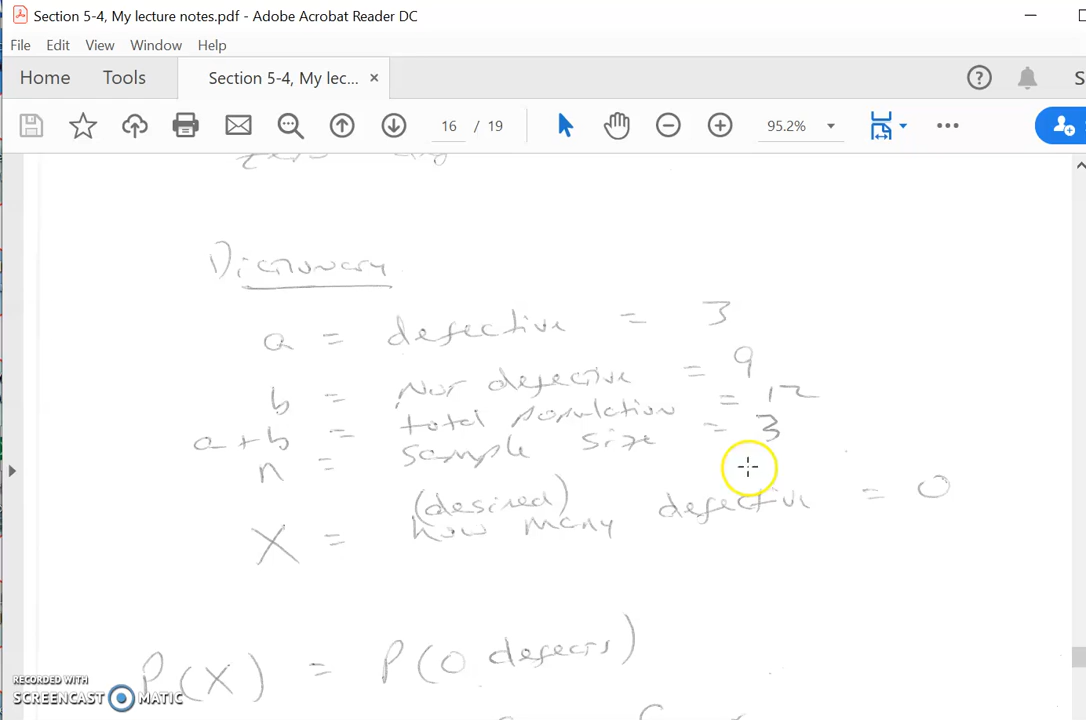 Section 5-4, My lecture notes.pdf - Adobe Acrobat Reader DC
File Edit View Window Help
Home Tools Section 5-4, My lec... × ? S
16 / 19 95.2%
Dictionary
a = defective = 3
b = Not defective = 9
a + b = total population = 12
n = sample size = 3
X = (desired) how many defective = 0
P(X) = P(0 defects)
RECORDED WITH
SCREENCAST MATIC